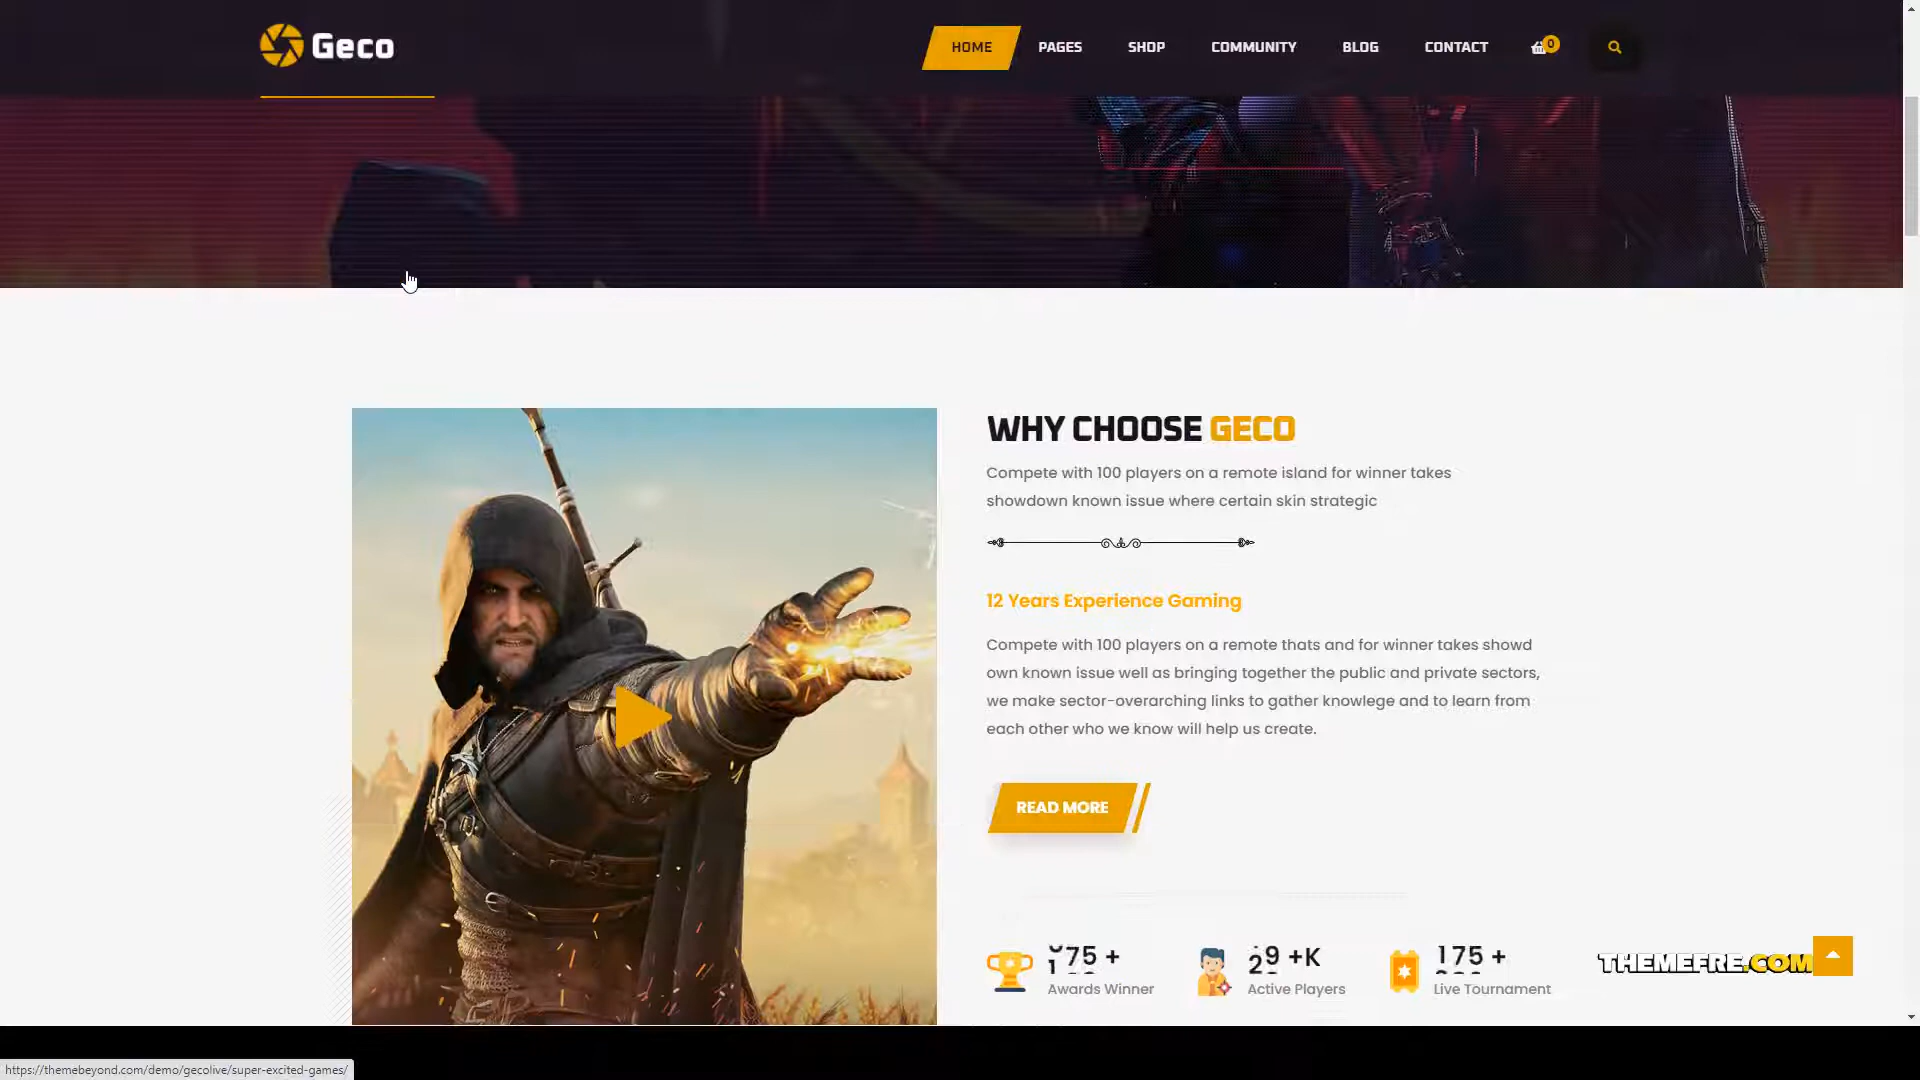 Geco
HOME PAGES SHOP COMMUNITY BLOG CONTACT 0
WHY CHOOSE GECO
Compete with 100 players on a remote island for winner takes
showdown known issue where certain skin strategic
12 Years Experience Gaming
Compete with 100 players on a remote thats and for winner takes showd
own known issue well as bringing together the public and private sectors,
we make sector-overarching links to gather knowlege and to learn from
each other who we know will help us create.
READ MORE
75 +
9 +K
175 +
Awards Winner
Active Players
Live Tournament
THEMEFRE.COM
https://themebeyond.com/demo/gecolive/super-excited-games/